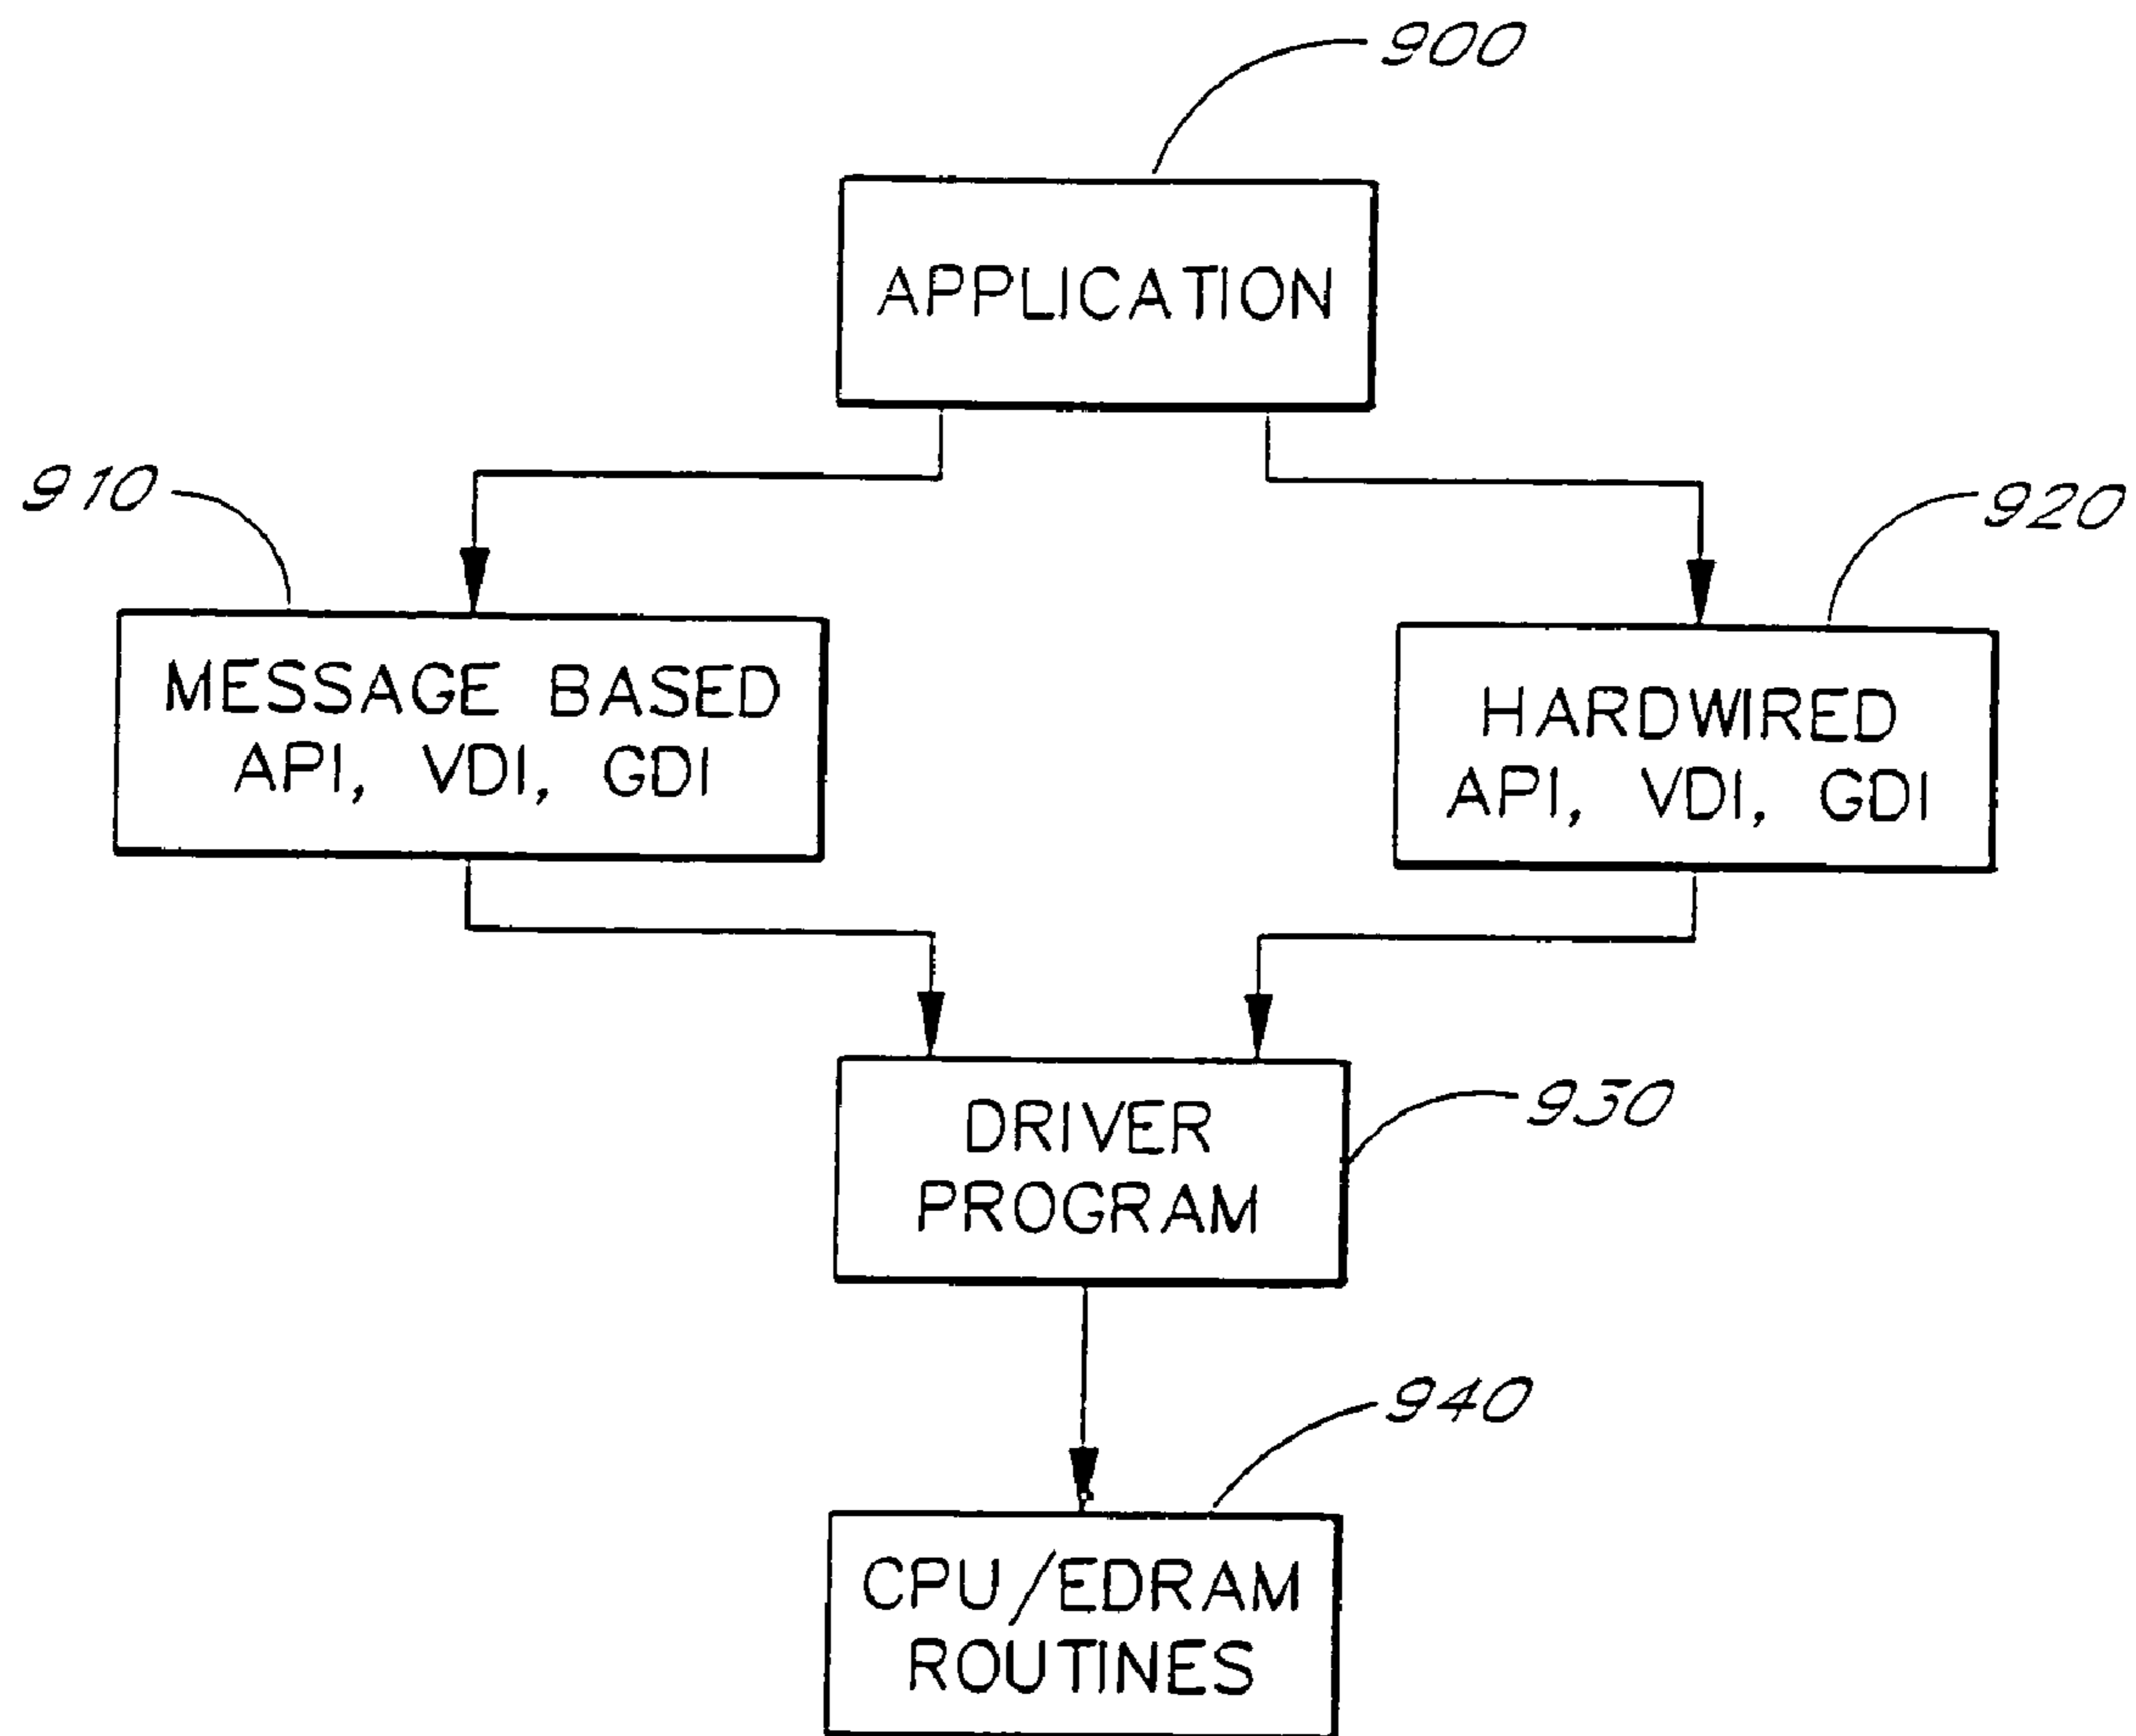 900
APPLICATION
910
920
MESSAGE BASED
API, VDI, GDI
HARDWIRED
API, VDI, GDI
DRIVER
PROGRAM
930
940
CPU/EDRAM
ROUTINES